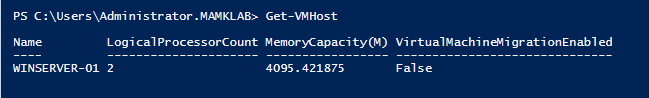 PS C:\Users\Administrator.MAMKLAB> Get-VMHost
Name LogicalProcessorCount MemoryCapacity(M) VirtualMachineMigrationEnabled
---- --------------------- ----------------- ------------------------------
WINSERVER-01 2 4095.421875 False